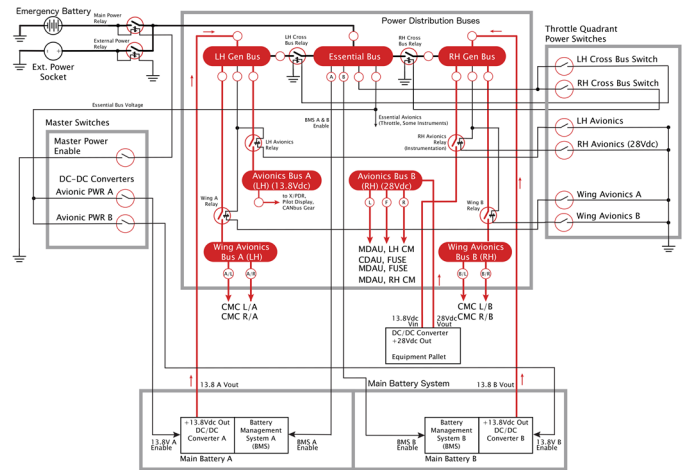 Emergency Battery
Main Power
Relay
External Power
Relay
Ext. Power
Socket
Power Distribution Buses
LH Cross
Bus Relay
RH Cross
Bus Relay
LH Gen Bus
Essential Bus
RH Gen Bus
A
B
Throttle Quadrant
Power Switches
LH Cross Bus Switch
RH Cross Bus Switch
LH Avionics
RH Avionics (28Vdc)
Wing Avionics A
Wing Avionics B
Essential Bus Voltage
BMS A & B
Enable
Essential Avionics
(Throttle, Some Instruments)
Master Switches
Master Power
Enable
DC-DC Converters
Avionic PWR A
Avionic PWR B
LH Avionics
Relay
RH Avionics
Relay
(Instrumentation)
Avionics Bus A
(LH) (13.8Vdc)
to X/PDR,
Pilot Display,
CANbus Gear
Avionics Bus B
(RH) (28Vdc)
L
F
R
Wing A
Relay
Wing B
Relay
Wing Avionics
Bus A (LH)
A/L
A/R
CMC L/A
CMC R/A
MDAU, LH CM
CDAU, FUSE
MDAU, FUSE
MDAU, RH CM
Wing Avionics
Bus B (RH)
B/L
B/R
CMC L/B
CMC R/B
13.8Vdc
Vin
28Vdc
Vout
DC/DC Converter
+28Vdc Out
Equipment Pallet
13.8 A Vout
Main Battery System
13.8 B Vout
13.8V A
Enable
+13.8Vdc Out
DC/DC
Converter A
Battery
Management
System A
(BMS)
BMS A
Enable
Main Battery A
BMS B
Enable
Battery
Management
System B
(BMS)
+13.8Vdc Out
DC/DC
Converter B
13.8V B
Enable
Main Battery B